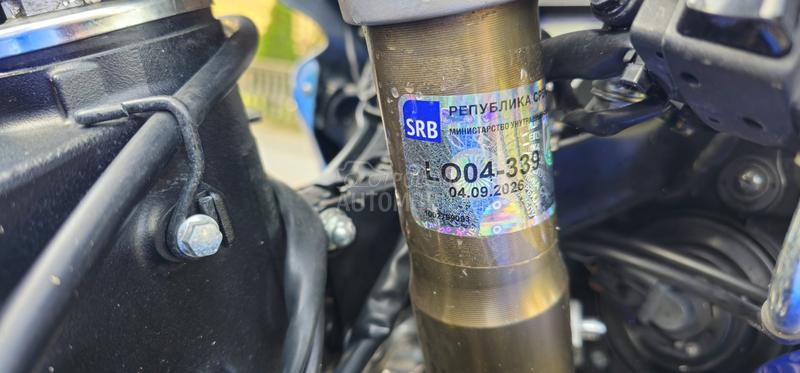 РЕПУБЛИКА СР
SRB
МИНИСТАРСТВО УНУТРАШ
LO04-339
04.09.2026